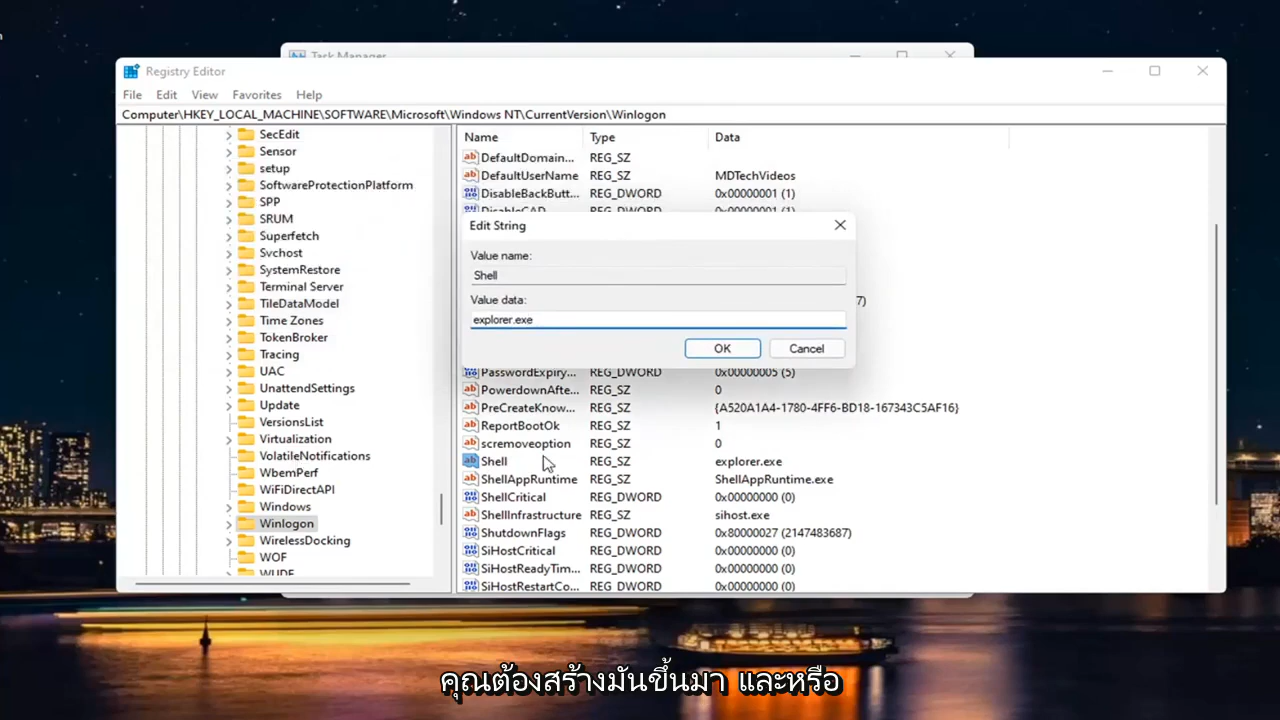 Task Manager
Registry Editor
File Edit View Favorites Help
Computer\HKEY_LOCAL_MACHINE\SOFTWARE\Microsoft\Windows NT\CurrentVersion\Winlogon
SecEdit
Sensor
setup
SoftwareProtectionPlatform
SPP
SRUM
Superfetch
Svchost
SystemRestore
Terminal Server
TileDataModel
Time Zones
TokenBroker
Tracing
UAC
UnattendSettings
Update
VersionsList
Virtualization
VolatileNotifications
WbemPerf
WiFiDirectAPI
Windows
Winlogon
WirelessDocking
WOF
WUDF
Name Type Data
DefaultDomain... REG_SZ
DefaultUserName REG_SZ MDTechVideos
DisableBackButt... REG_DWORD 0x00000001 (1)
DisableCAD REG_DWORD 0x00000001 (1)
Edit String
Value name:
Shell
Value data:
explorer.exe
OK Cancel
7)
PasswordExpiry... REG_DWORD 0x00000005 (5)
PowerdownAfte... REG_SZ 0
PreCreateKnow... REG_SZ {A520A1A4-1780-4FF6-BD18-167343C5AF16}
ReportBootOk REG_SZ 1
scremoveoption REG_SZ 0
Shell REG_SZ explorer.exe
ShellAppRuntime REG_SZ ShellAppRuntime.exe
ShellCritical REG_DWORD 0x00000000 (0)
ShellInfrastructure REG_SZ sihost.exe
ShutdownFlags REG_DWORD 0x80000027 (2147483687)
SiHostCritical REG_DWORD 0x00000000 (0)
SiHostReadyTim... REG_DWORD 0x00000000 (0)
SiHostRestartCo... REG_DWORD 0x00000000 (0)
คุณต้องสร้างมันขึ้นมา และหรือ